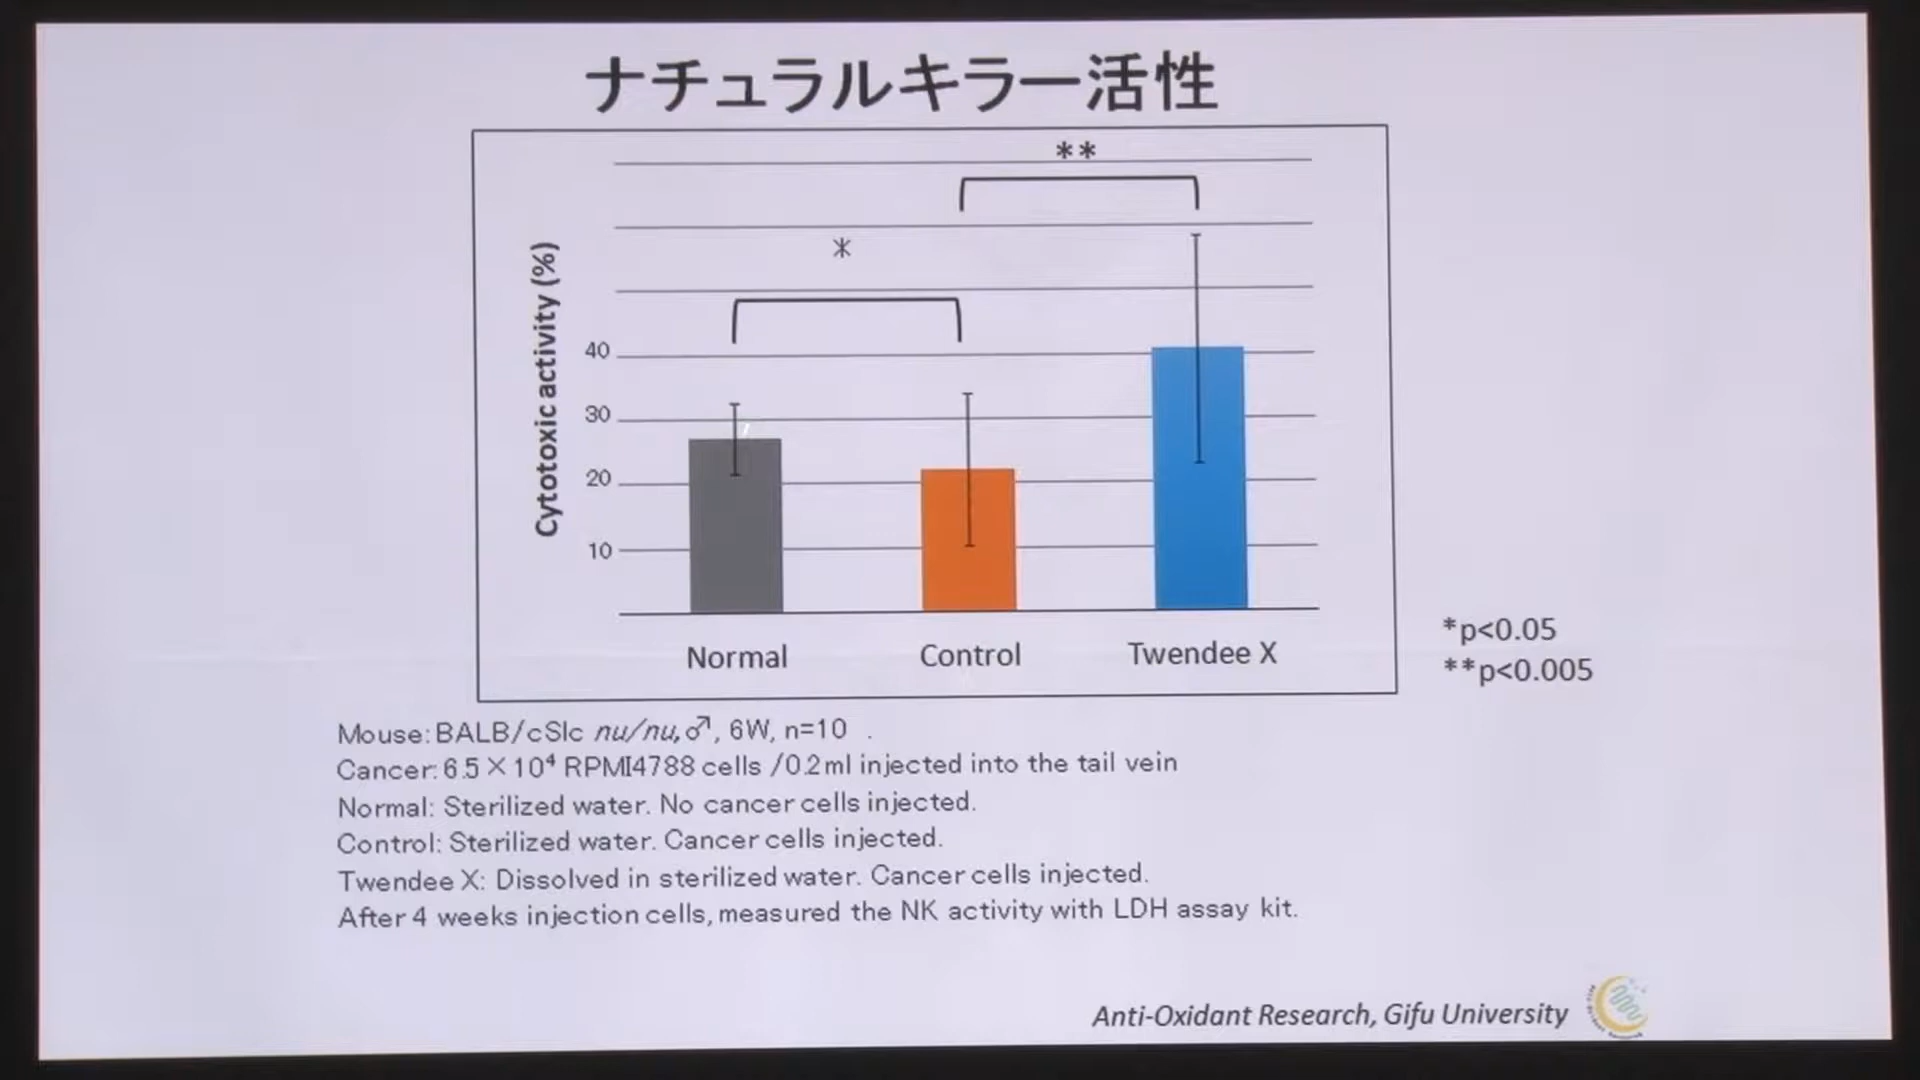 ナチュラルキラー活性
**
*
Cytotoxic activity (%)
40
30
20
10
Normal Control Twendee X
*p<0.05
**p<0.005
Mouse: BALB/cSlc nu/nu,♂, 6W, n=10 .
Cancer: 6.5×10⁴ RPMI4788 cells /0.2ml injected into the tail vein
Normal: Sterilized water. No cancer cells injected.
Control: Sterilized water. Cancer cells injected.
Twendee X: Dissolved in sterilized water. Cancer cells injected.
After 4 weeks injection cells, measured the NK activity with LDH assay kit.
Anti-Oxidant Research, Gifu University